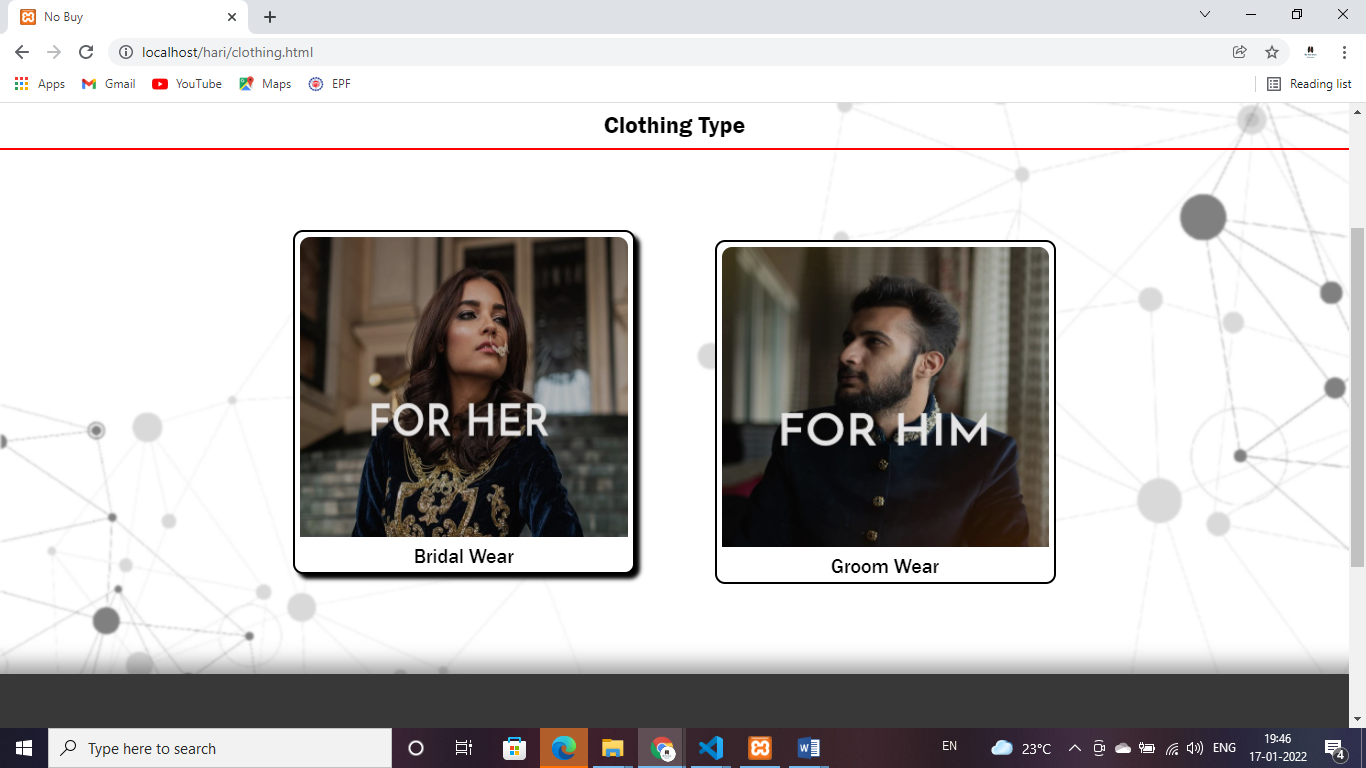 No Buy
localhost/hari/clothing.html
Apps Gmail YouTube Maps EPF Reading list
Clothing Type
FOR HER
FOR HIM
Bridal Wear
Groom Wear
Type here to search
EN 23°C ENG 19:46
17-01-2022
4